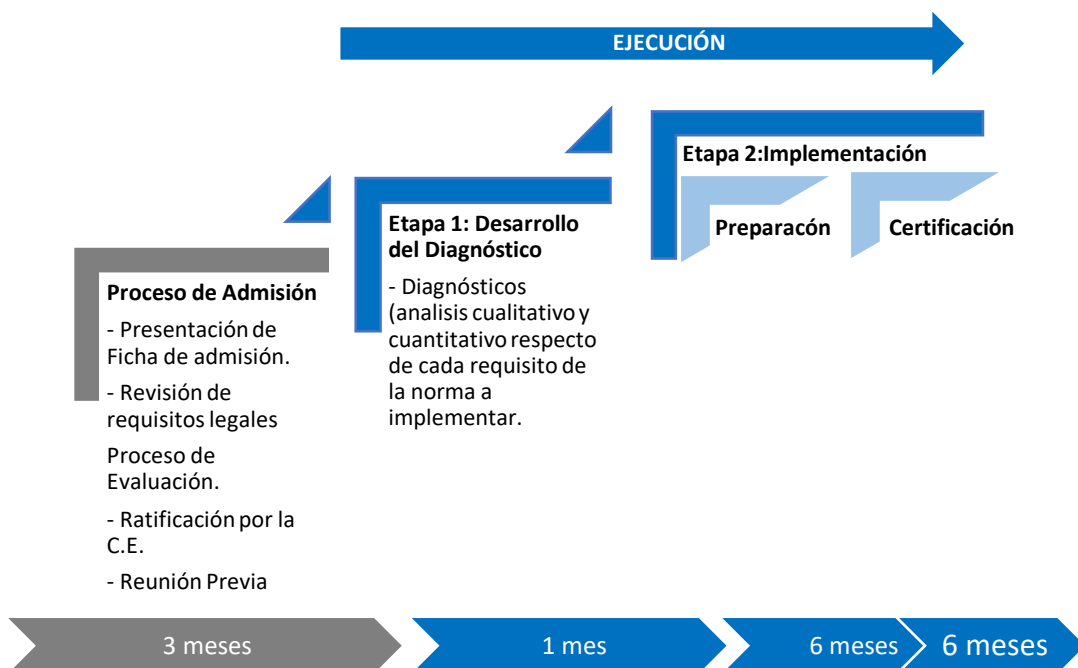 EJECUCIÓN
Etapa 2:Implementación
Preparacón
Certificación
Etapa 1: Desarrollo
del Diagnóstico
- Diagnósticos
(analisis cualitativo y
cuantitativo respecto
de cada requisito de
la norma a
implementar.
Proceso de Admisión
- Presentación de
Ficha de admisión.
- Revisión de
requisitos legales
Proceso de
Evaluación.
- Ratificación por la
C.E.
- Reunión Previa
3 meses
1 mes
6 meses
6 meses